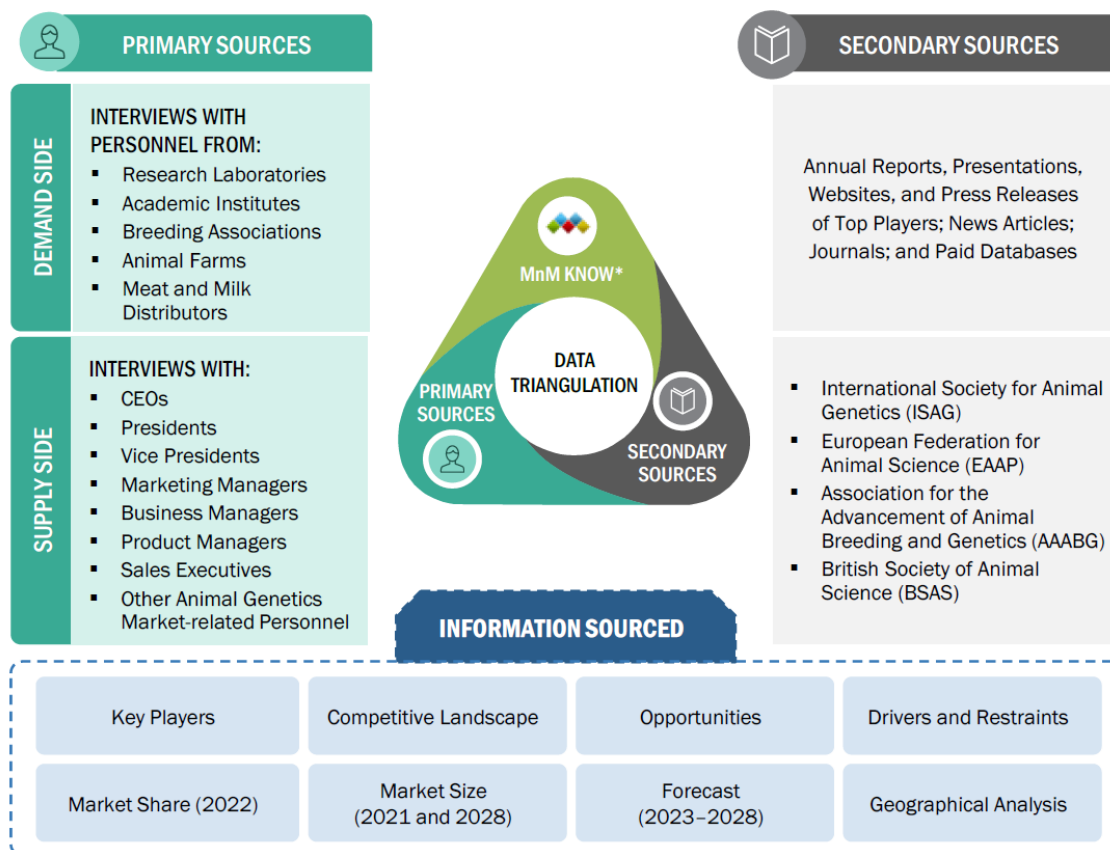 PRIMARY SOURCES
DEMAND SIDE
INTERVIEWS WITH
PERSONNEL FROM:
▪ Research Laboratories
▪ Academic Institutes
▪ Breeding Associations
▪ Animal Farms
▪ Meat and Milk
Distributors
SUPPLY SIDE
INTERVIEWS WITH:
▪ CEOs
▪ Presidents
▪ Vice Presidents
▪ Marketing Managers
▪ Business Managers
▪ Product Managers
▪ Sales Executives
▪ Other Animal Genetics
Market-related Personnel
MnM KNOW*
DATA
TRIANGULATION
PRIMARY
SOURCES
SECONDARY
SOURCES
SECONDARY SOURCES
Annual Reports, Presentations,
Websites, and Press Releases
of Top Players; News Articles;
Journals; and Paid Databases
▪ International Society for Animal
Genetics (ISAG)
▪ European Federation for
Animal Science (EAAP)
▪ Association for the
Advancement of Animal
Breeding and Genetics (AAABG)
▪ British Society of Animal
Science (BSAS)
INFORMATION SOURCED
Key Players
Competitive Landscape
Opportunities
Drivers and Restraints
Market Share (2022)
Market Size
(2021 and 2028)
Forecast
(2023–2028)
Geographical Analysis